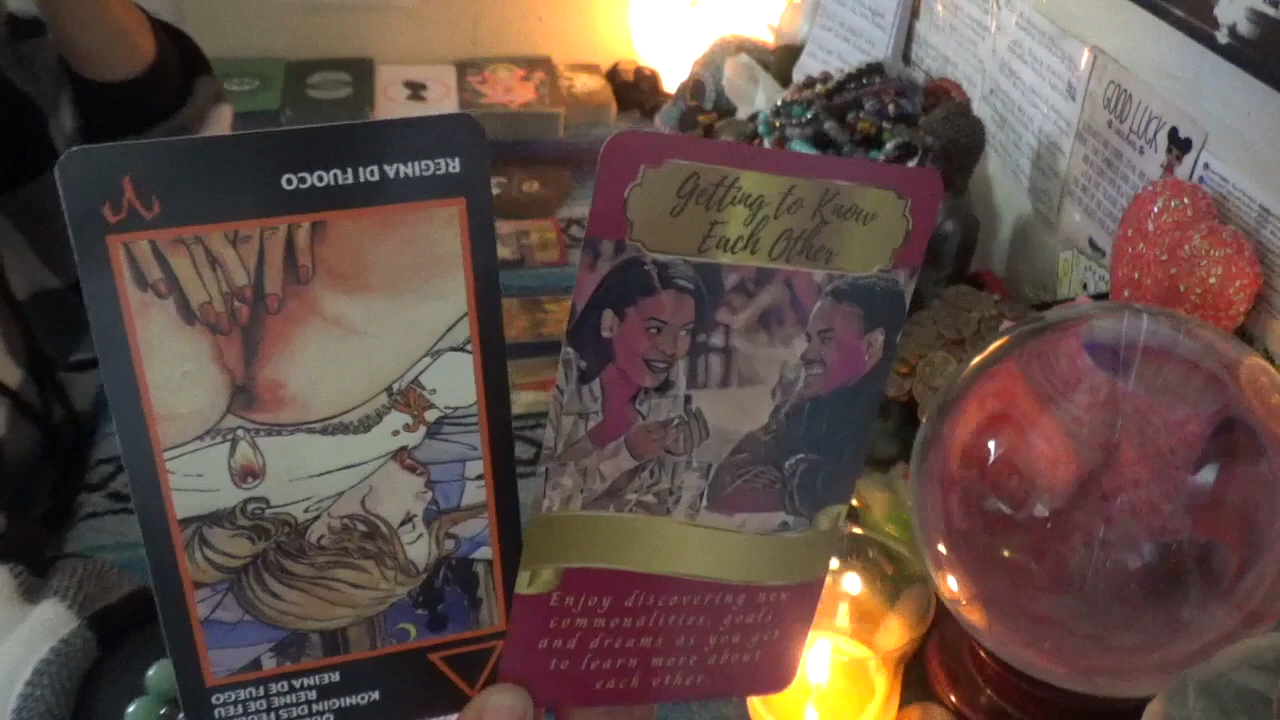 REGINA DI FUOCO
KÖNIGIN DES FEUE
REINE DE FEU
REINA DE FUEGO
Getting to Know
Each Other
Enjoy discovering new
commonalities, goals
and dreams as you get
to learn more about
each other.
GOOD LUCK